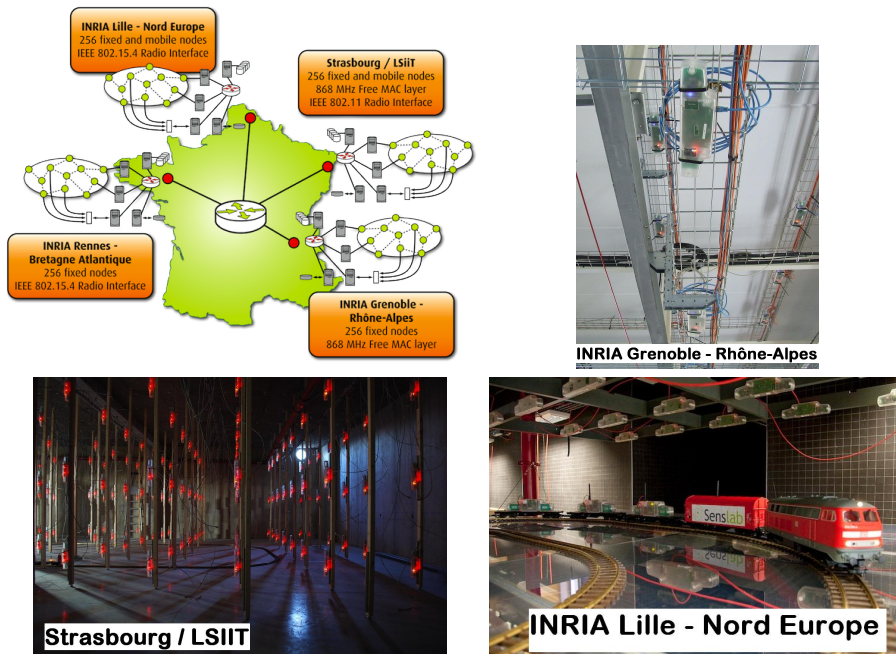 INRIA Lille - Nord Europe
256 fixed and mobile nodes
IEEE 802.15.4 Radio Interface
Strasbourg / LSiiT
256 fixed and mobile nodes
868 MHz Free MAC layer
IEEE 802.11 Radio Interface
INRIA Rennes -
Bretagne Atlantique
256 fixed nodes
IEEE 802.15.4 Radio Interface
INRIA Grenoble -
Rhône-Alpes
256 fixed nodes
868 MHz Free MAC layer
INRIA Grenoble - Rhône-Alpes
Strasbourg / LSIIT
Senslab
INRIA Lille - Nord Europe